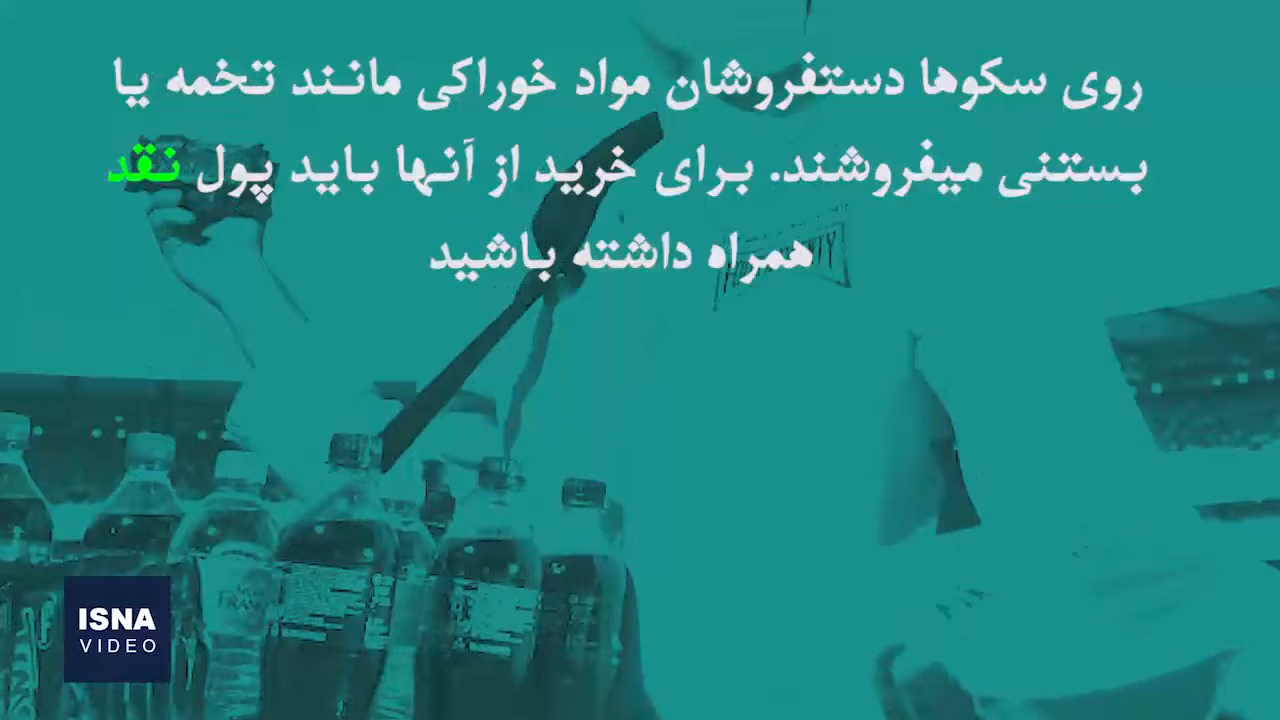 روی سکوها دستفروشان مواد خوراکی مانند تخمه یا
بستنی میفروشند. برای خرید از آنها باید پول نقد
همراه داشته باشید
ISNA
VIDEO